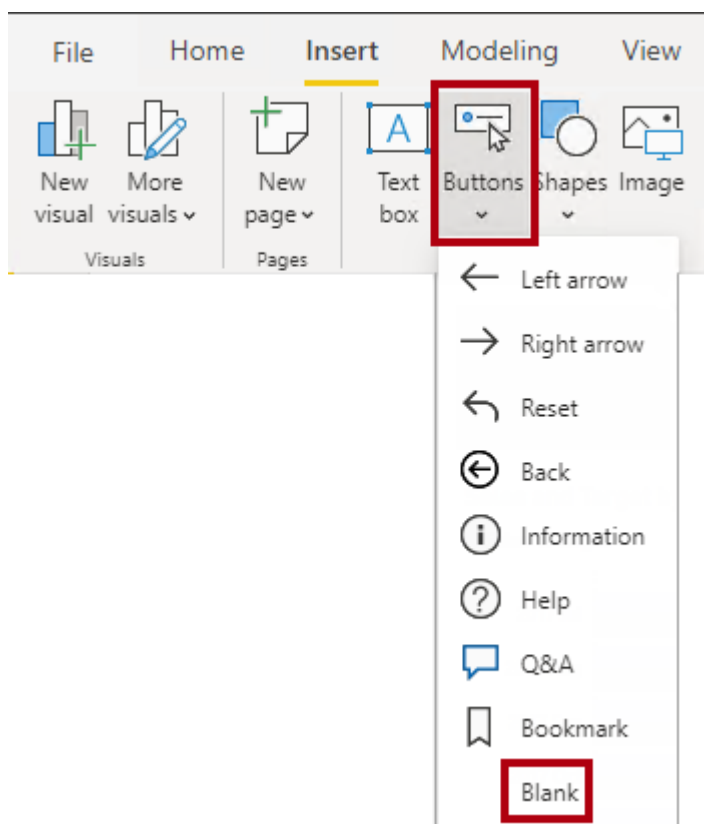 File Home Insert Modeling View
A
New More New Text Buttons Shapes Image
visual visuals page box
Visuals Pages
Left arrow
Right arrow
Reset
Back
Information
Help
Q&A
Bookmark
Blank